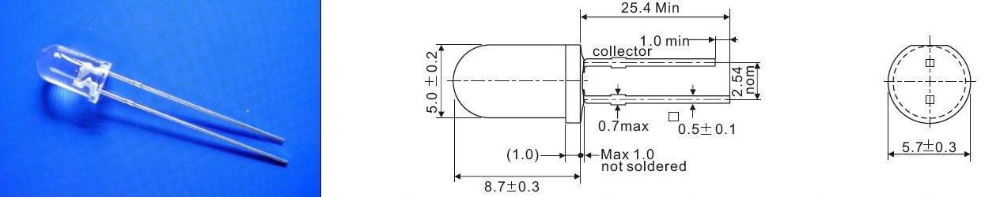 25.4 Min
1.0 min
collector
5.0±0.2
2.54
nom
0.7max
0.5±0.1
(1.0)
Max 1.0
not soldered
8.7±0.3
5.7±0.3